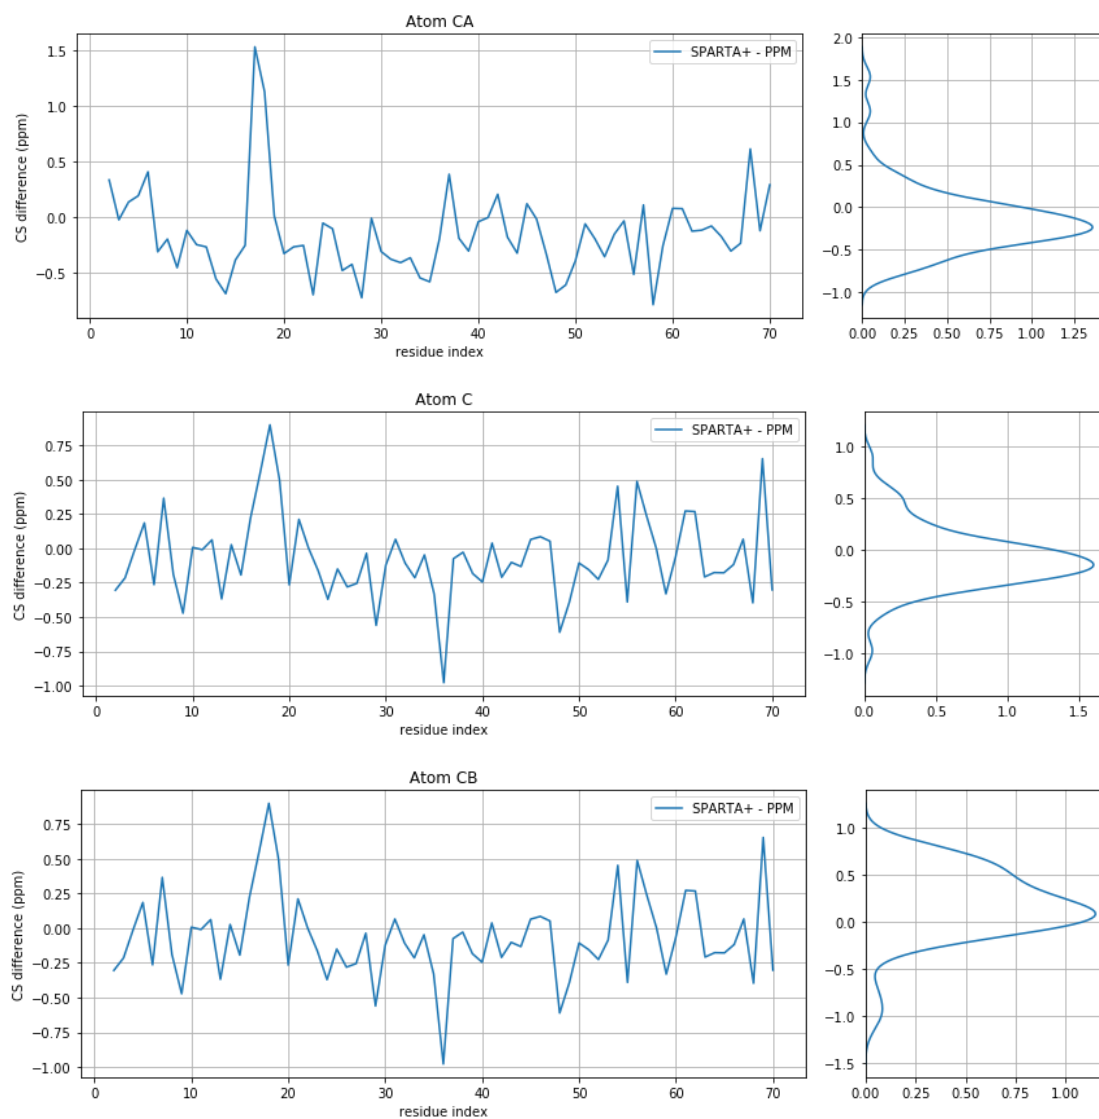 Atom CA
CS difference (ppm)
1.5
1.0
0.5
0.0
−0.5
SPARTA+ - PPM
0 10 20 30 40 50 60 70
residue index
2.0
1.5
1.0
0.5
0.0
−0.5
−1.0
0.00 0.25 0.50 0.75 1.00 1.25
Atom C
CS difference (ppm)
0.75
0.50
0.25
0.00
−0.25
−0.50
−0.75
−1.00
SPARTA+ - PPM
0 10 20 30 40 50 60 70
residue index
1.0
0.5
0.0
−0.5
−1.0
0.0 0.5 1.0 1.5
Atom CB
CS difference (ppm)
0.75
0.50
0.25
0.00
−0.25
−0.50
−0.75
−1.00
SPARTA+ - PPM
0 10 20 30 40 50 60 70
residue index
1.0
0.5
0.0
−0.5
−1.0
−1.5
0.00 0.25 0.50 0.75 1.00